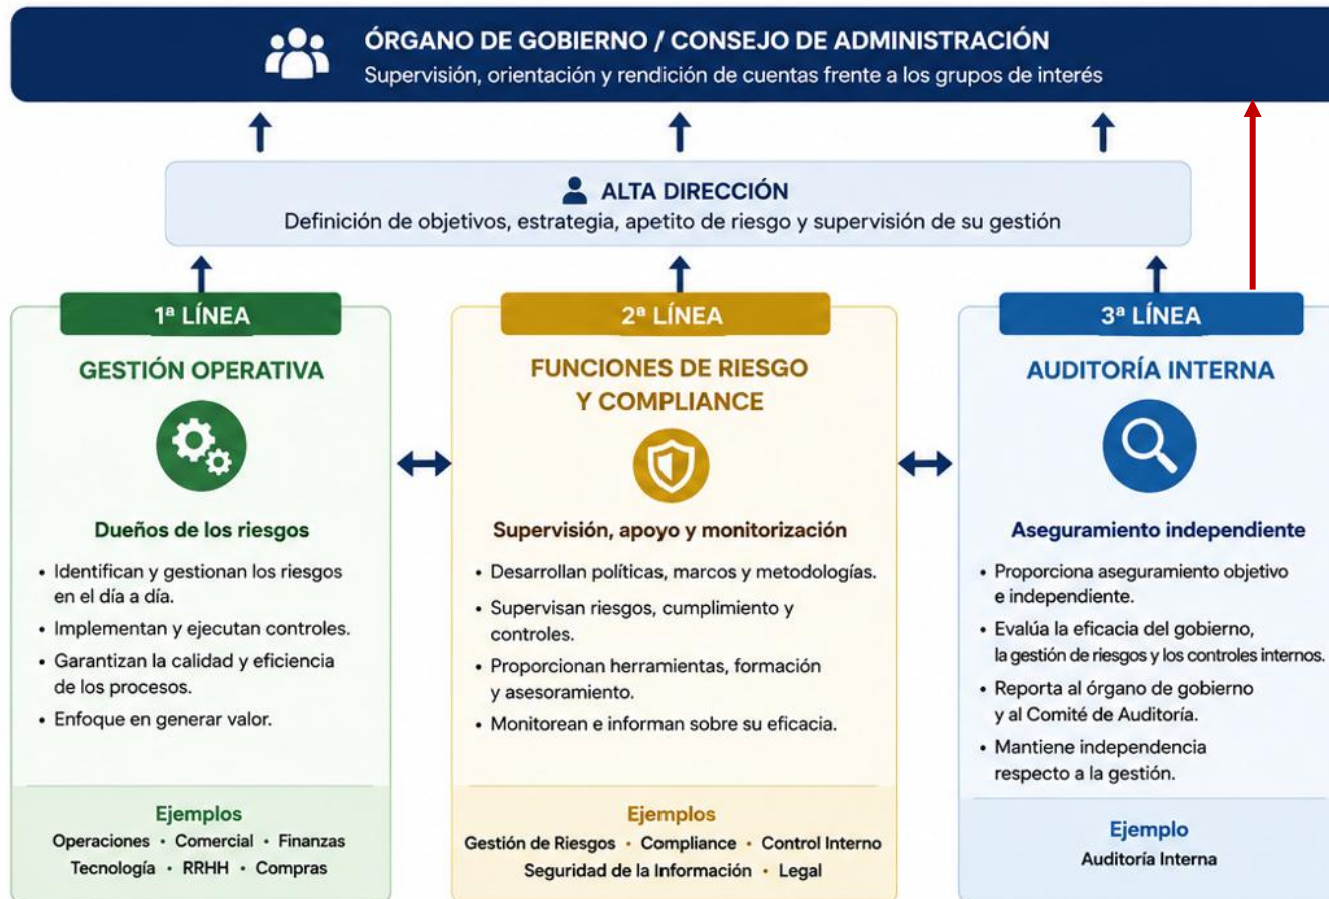 ÓRGANO DE GOBIERNO / CONSEJO DE ADMINISTRACIÓN
Supervisión, orientación y rendición de cuentas frente a los grupos de interés
ALTA DIRECCIÓN
Definición de objetivos, estrategia, apetito de riesgo y supervisión de su gestión
1ª LÍNEA
GESTIÓN OPERATIVA
Dueños de los riesgos
• Identifican y gestionan los riesgos
en el día a día.
• Implementan y ejecutan controles.
• Garantizan la calidad y eficiencia
de los procesos.
• Enfoque en generar valor.
Ejemplos
Operaciones · Comercial · Finanzas
Tecnología · RRHH · Compras
2ª LÍNEA
FUNCIONES DE RIESGO
Y COMPLIANCE
Supervisión, apoyo y monitorización
• Desarrollan políticas, marcos y metodologías.
• Supervisan riesgos, cumplimiento y
controles.
• Proporcionan herramientas, formación
y asesoramiento.
• Monitorean e informan sobre su eficacia.
Ejemplos
Gestión de Riesgos · Compliance · Control Interno
Seguridad de la Información · Legal
3ª LÍNEA
AUDITORÍA INTERNA
Aseguramiento independiente
• Proporciona aseguramiento objetivo
e independiente.
• Evalúa la eficacia del gobierno,
la gestión de riesgos y los controles internos.
• Reporta al órgano de gobierno
y al Comité de Auditoría.
• Mantiene independencia
respecto a la gestión.
Ejemplo
Auditoría Interna